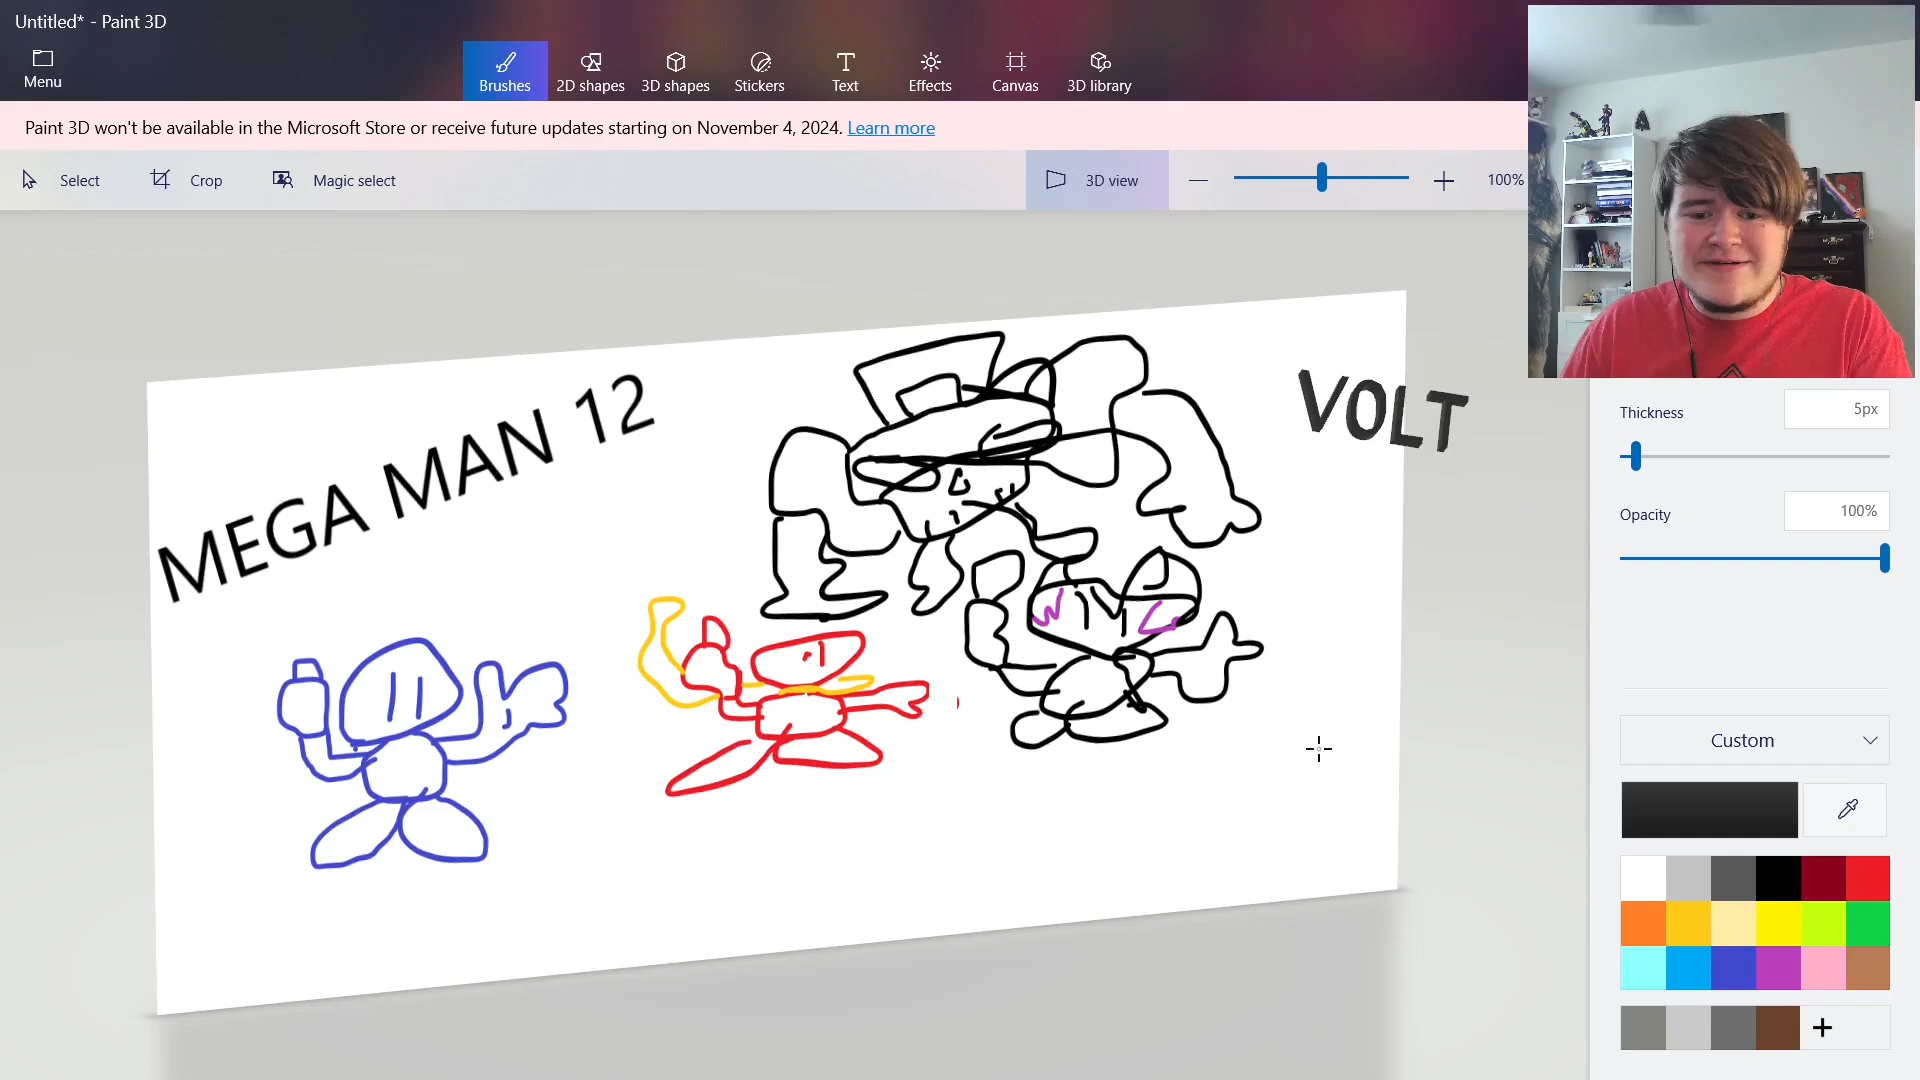 Untitled* - Paint 3D
Menu
Brushes
2D shapes
3D shapes
Stickers
Text
Effects
Canvas
3D library
Paint 3D won't be available in the Microsoft Store or receive future updates starting on November 4, 2024. Learn more
Select
Crop
Magic select
3D view
100%
MEGA MAN 12
VOLT
W
L
Thickness
5px
Opacity
100%
Custom